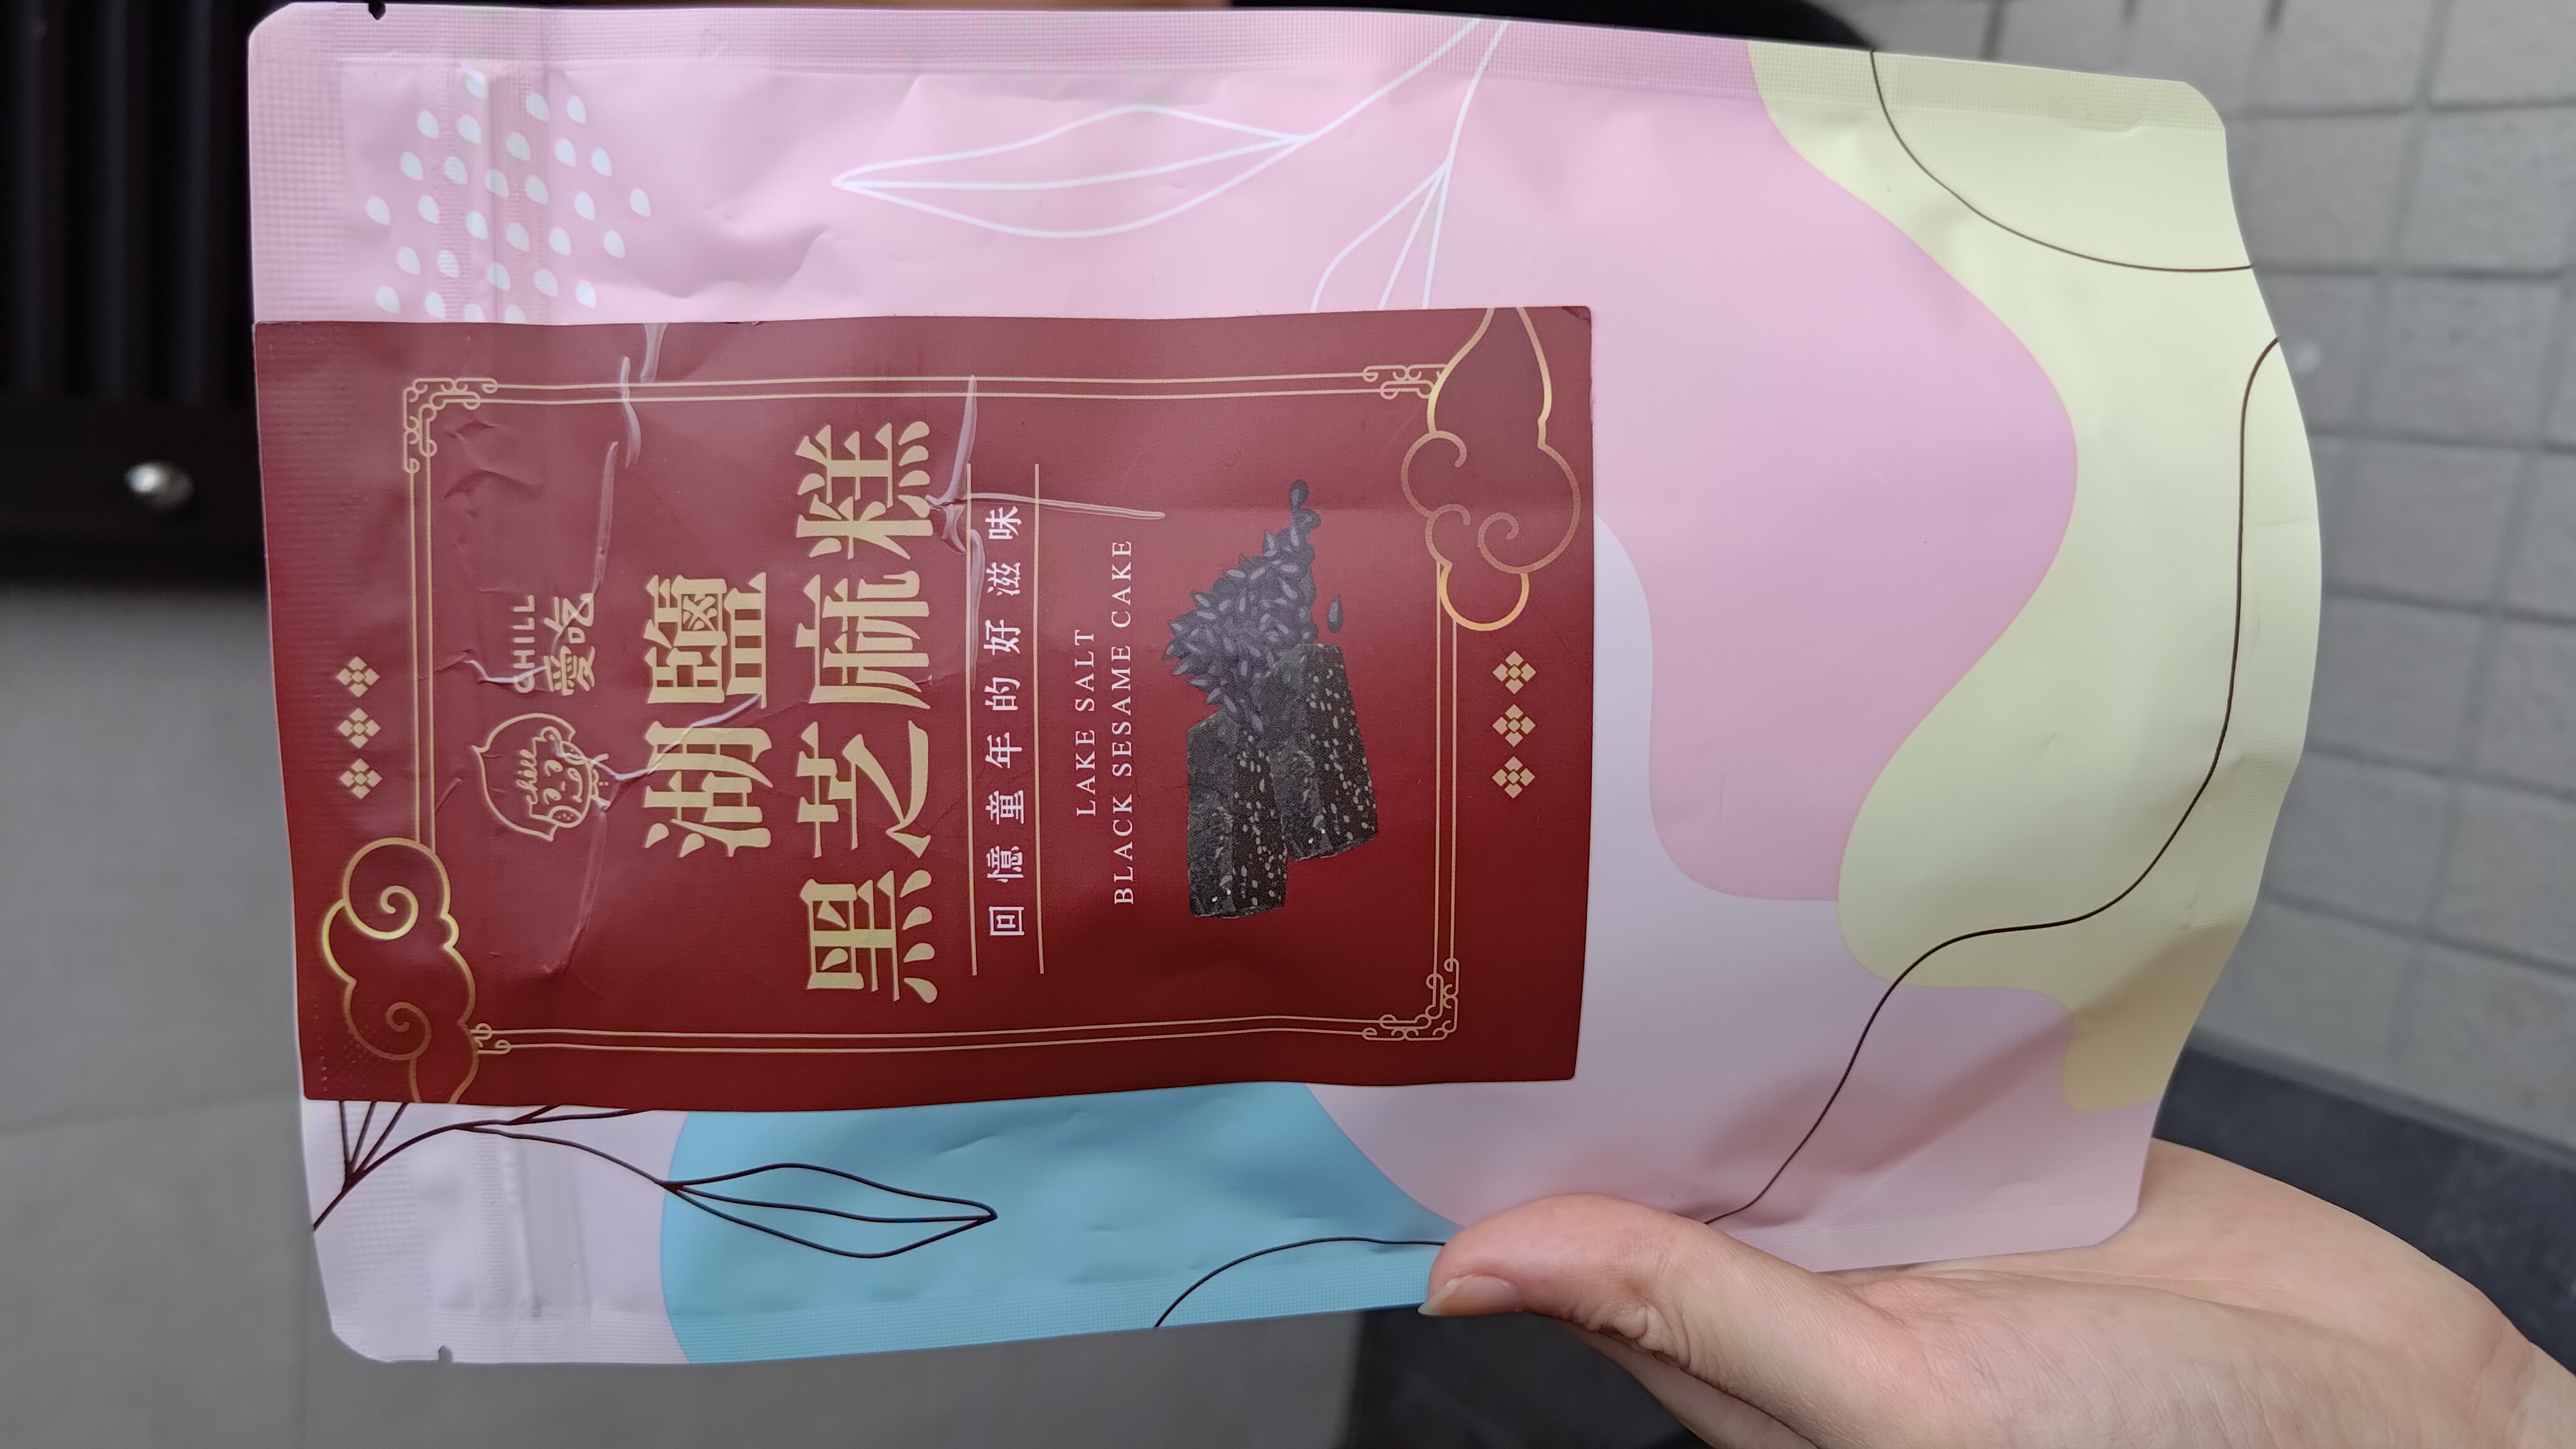 chill
CHILL
愛吃
湖鹽
黑芝麻糕
回憶童年的好滋味
LAKE SALT
BLACK SESAME CAKE